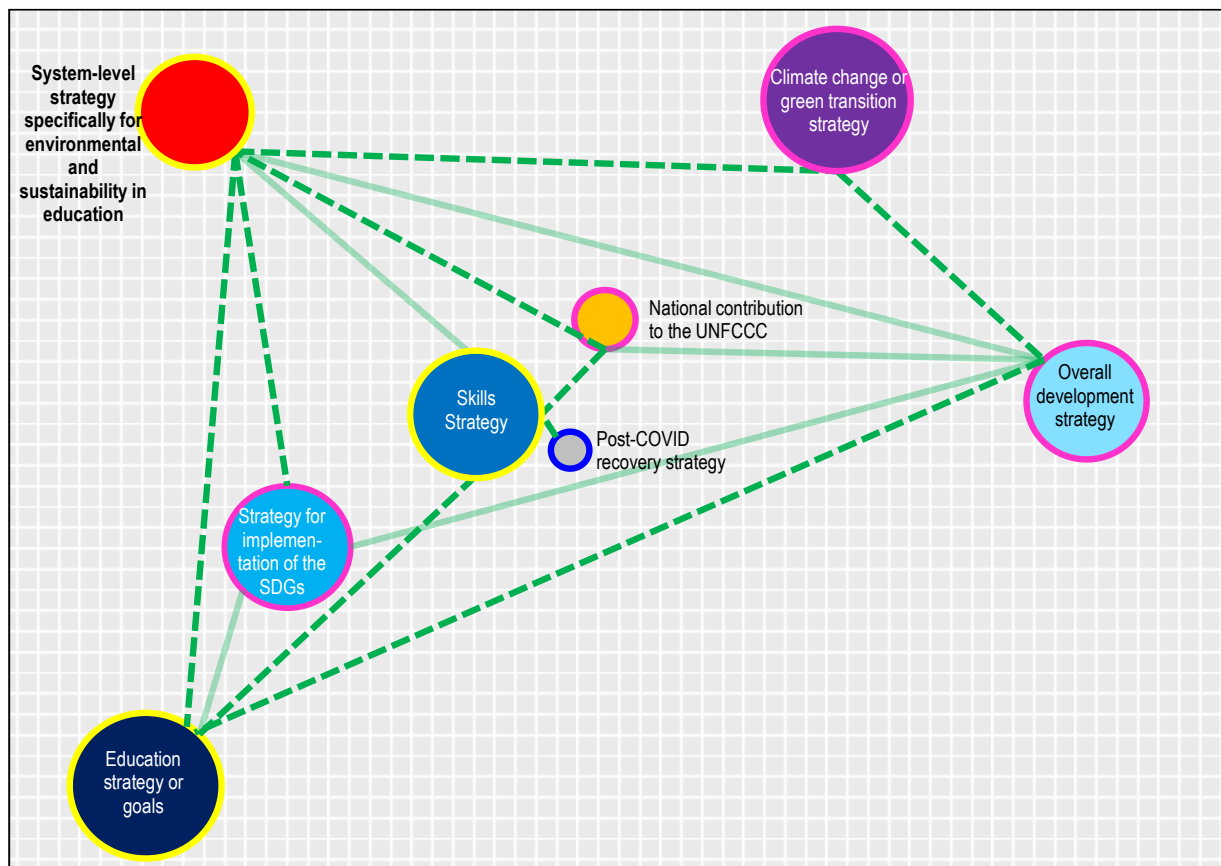 System-level
strategy
specifically for
environmental
and
sustainability in
education
Climate change or
green transition
strategy
National contribution
to the UNFCCC
Overall
development
strategy
Skills
Strategy
Post-COVID
recovery strategy
Strategy for
implemen-
tation of the
SDGs
Education
strategy or
goals